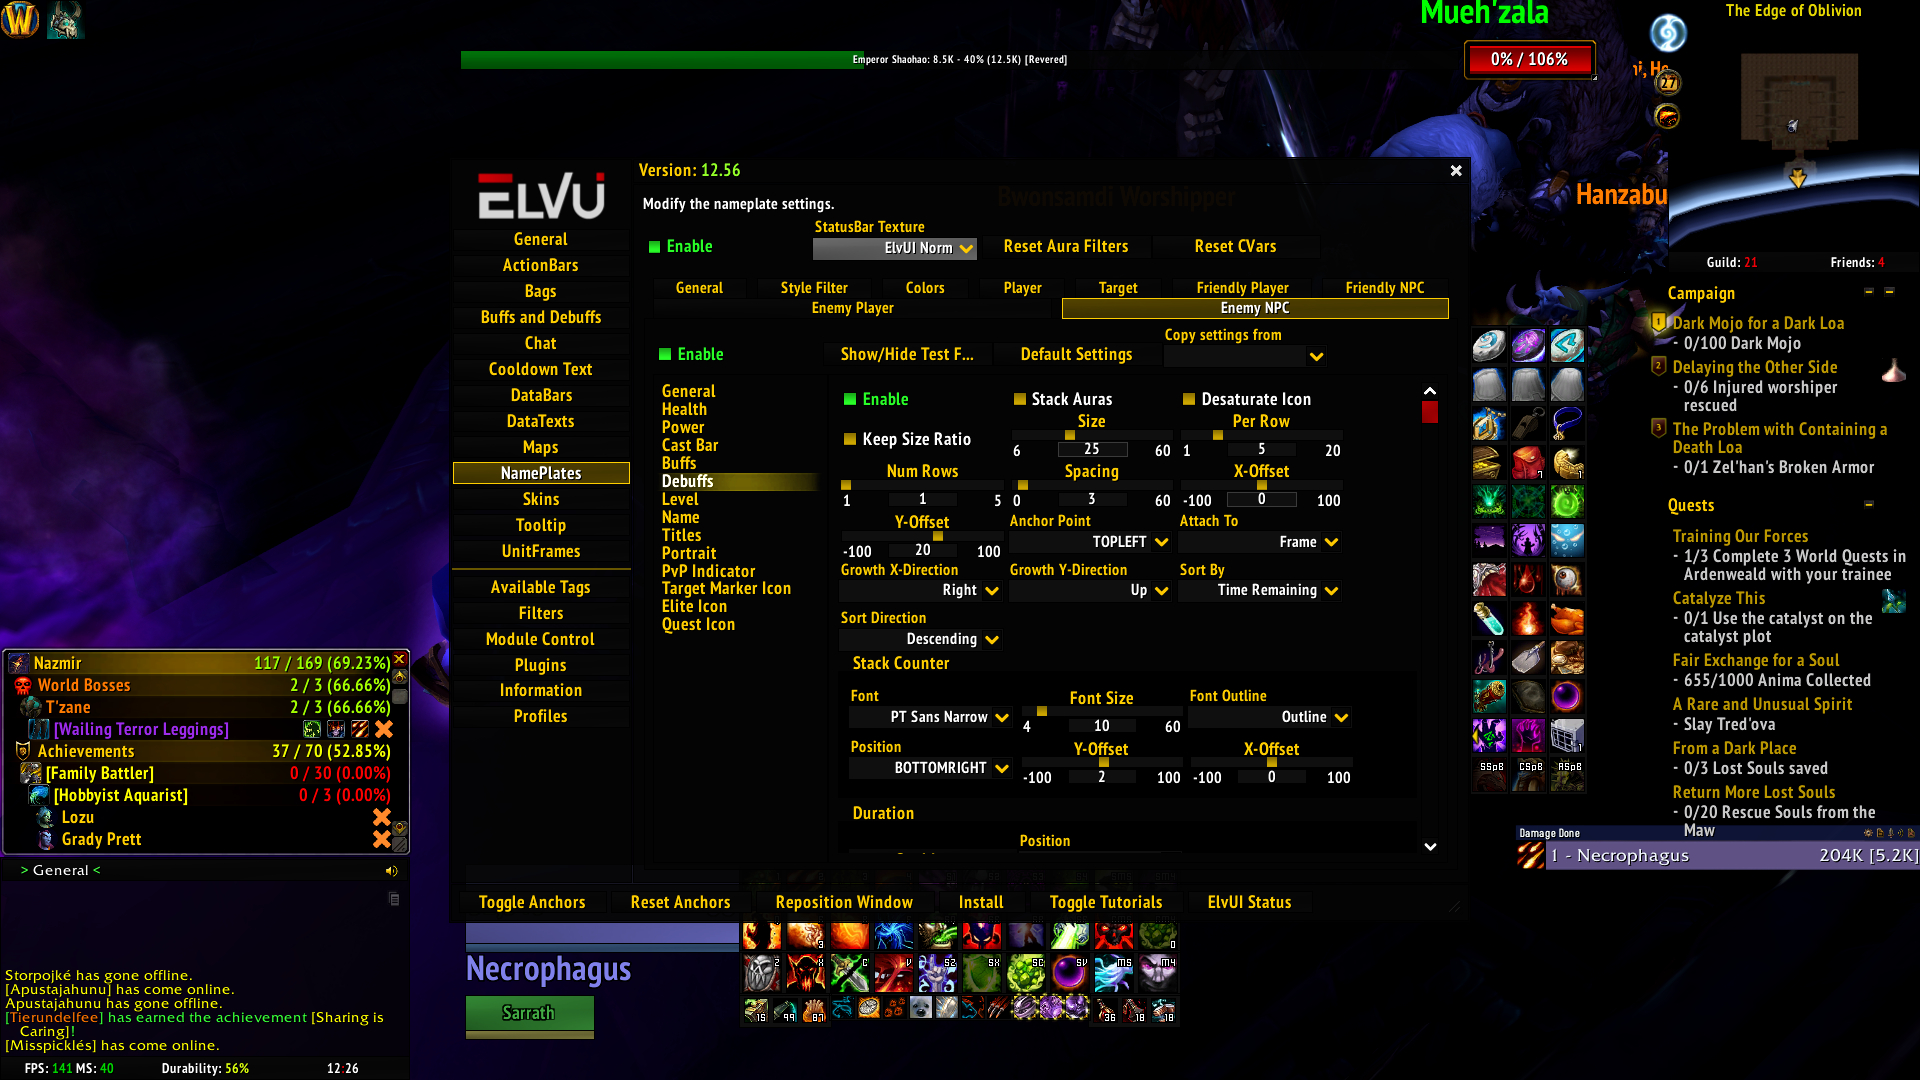 Mueh'zala
The Edge of Oblivion
Emperor Shaohao: 8.5K - 40% (12.5K) [Revered]
0% / 106%
27
Hanzabu
Guild: 21
Friends: 4
ELVUI
Version: 12.56
Modify the nameplate settings.
Bwonsamdi Worshipper
Enable
StatusBar Texture
ElvUI Norm
Reset Aura Filters
Reset CVars
General
Style Filter
Colors
Player
Target
Friendly Player
Friendly NPC
Enemy Player
Enemy NPC
Enable
Show/Hide Test F...
Default Settings
Copy settings from
General
ActionBars
Bags
Buffs and Debuffs
Chat
Cooldown Text
DataBars
DataTexts
Maps
NamePlates
Skins
Tooltip
UnitFrames
Available Tags
Filters
Module Control
Plugins
Information
Profiles
General
Health
Power
Cast Bar
Buffs
Debuffs
Level
Name
Titles
Portrait
PvP Indicator
Target Marker Icon
Elite Icon
Quest Icon
Enable
Stack Auras
Desaturate Icon
Keep Size Ratio
Size
6 25 60
Per Row
1 5 20
Num Rows
1 1 5
Spacing
0 3 60
X-Offset
-100 0 100
Y-Offset
-100 20 100
Anchor Point
TOPLEFT
Attach To
Frame
Growth X-Direction
Right
Growth Y-Direction
Up
Sort By
Time Remaining
Sort Direction
Descending
Stack Counter
Font
PT Sans Narrow
Font Size
4 10 60
Font Outline
Outline
Position
BOTTOMRIGHT
Y-Offset
-100 2 100
X-Offset
-100 0 100
Duration
Position
Toggle Anchors
Reset Anchors
Reposition Window
Install
Toggle Tutorials
ElvUI Status
Campaign
Dark Mojo for a Dark Loa
- 0/100 Dark Mojo
Delaying the Other Side
- 0/6 Injured worshiper
rescued
The Problem with Containing a
Death Loa
- 0/1 Zel'han's Broken Armor
Quests
Training Our Forces
- 1/3 Complete 3 World Quests in
Ardenweald with your trainee
Catalyze This
- 0/1 Use the catalyst on the
catalyst plot
Fair Exchange for a Soul
- 655/1000 Anima Collected
A Rare and Unusual Spirit
- Slay Tred'ova
From a Dark Place
- 0/3 Lost Souls saved
Return More Lost Souls
- 0/20 Rescue Souls from the
Maw
SSpB CSpB ASpB
Damage Done
1 - Necrophagus 204K [5.2K]
Nazmir 117 / 169 (69.23%)
World Bosses 2 / 3 (66.66%)
T'zane 2 / 3 (66.66%)
[Wailing Terror Leggings]
Achievements 37 / 70 (52.85%)
[Family Battler] 0 / 30 (0.00%)
[Hobbyist Aquarist] 0 / 3 (0.00%)
Lozu
Grady Prett
> General <
Storpojké has gone offline.
[Apustajahunu] has come online.
Apustajahunu has gone offline.
[Tierundelfee] has earned the achievement [Sharing is
Caring]!
[Misspicklés] has come online.
FPS: 141 MS: 40
Durability: 56%
12:26
Necrophagus
Sarrath